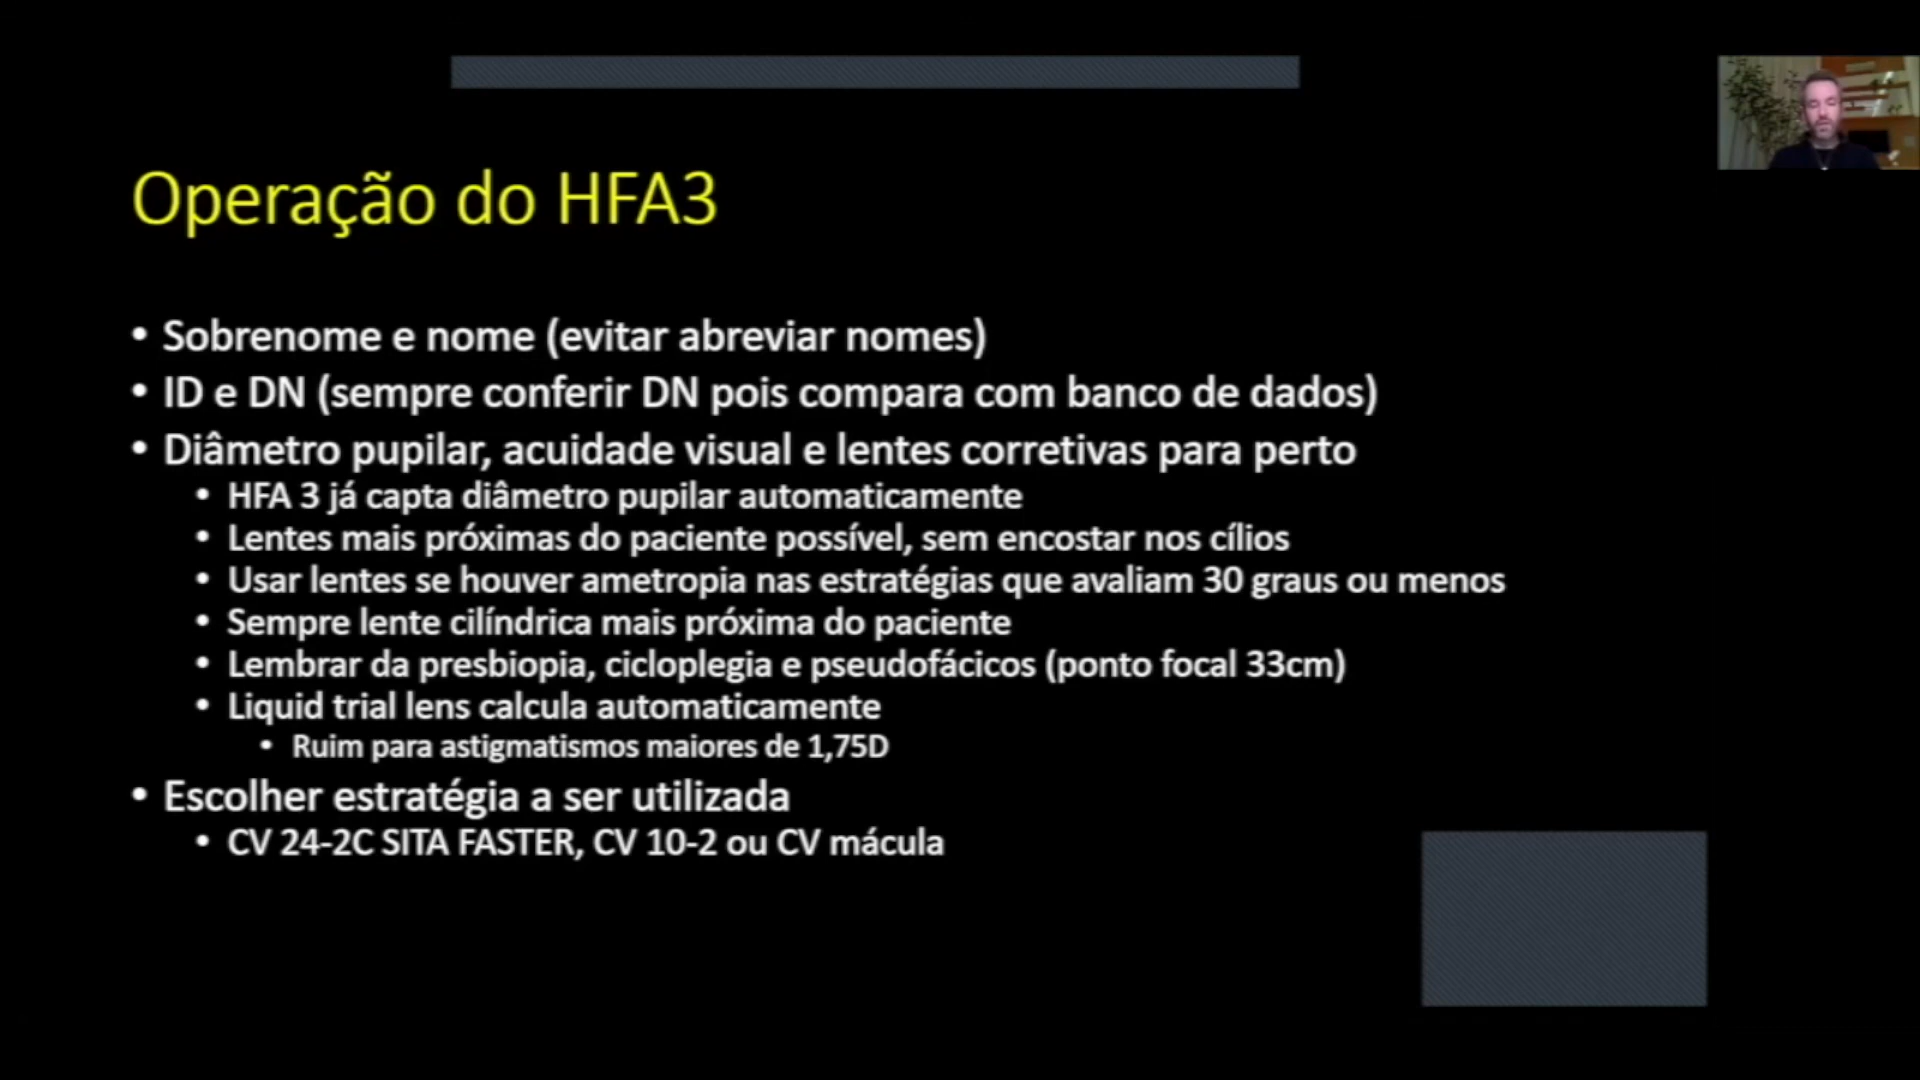 Operação do HFA3
• Sobrenome e nome (evitar abreviar nomes)
• ID e DN (sempre conferir DN pois compara com banco de dados)
• Diâmetro pupilar, acuidade visual e lentes corretivas para perto
• HFA 3 já capta diâmetro pupilar automaticamente
• Lentes mais próximas do paciente possível, sem encostar nos cílios
• Usar lentes se houver ametropia nas estratégias que avaliam 30 graus ou menos
• Sempre lente cilíndrica mais próxima do paciente
• Lembrar da presbiopia, cicloplegia e pseudofácicos (ponto focal 33cm)
• Liquid trial lens calcula automaticamente
• Ruim para astigmatismos maiores de 1,75D
• Escolher estratégia a ser utilizada
• CV 24-2C SITA FASTER, CV 10-2 ou CV mácula